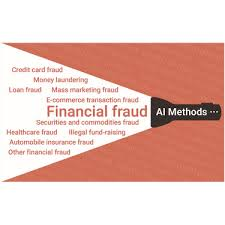 Credit card fraud
Money laundering
Loan fraud Mass marketing fraud
E-commerce transaction fraud
Financial fraud AI Methods ···
Securities and commodities fraud
Healthcare fraud Illegal fund-raising
Automobile insurance fraud
Other financial fraud